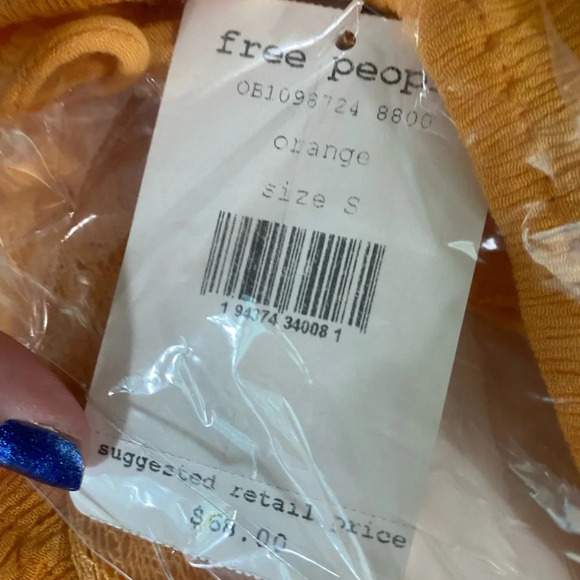 free peop
OB1098724 8800
orange
size S
1 94374 34008 1
suggested retail price
$68.00